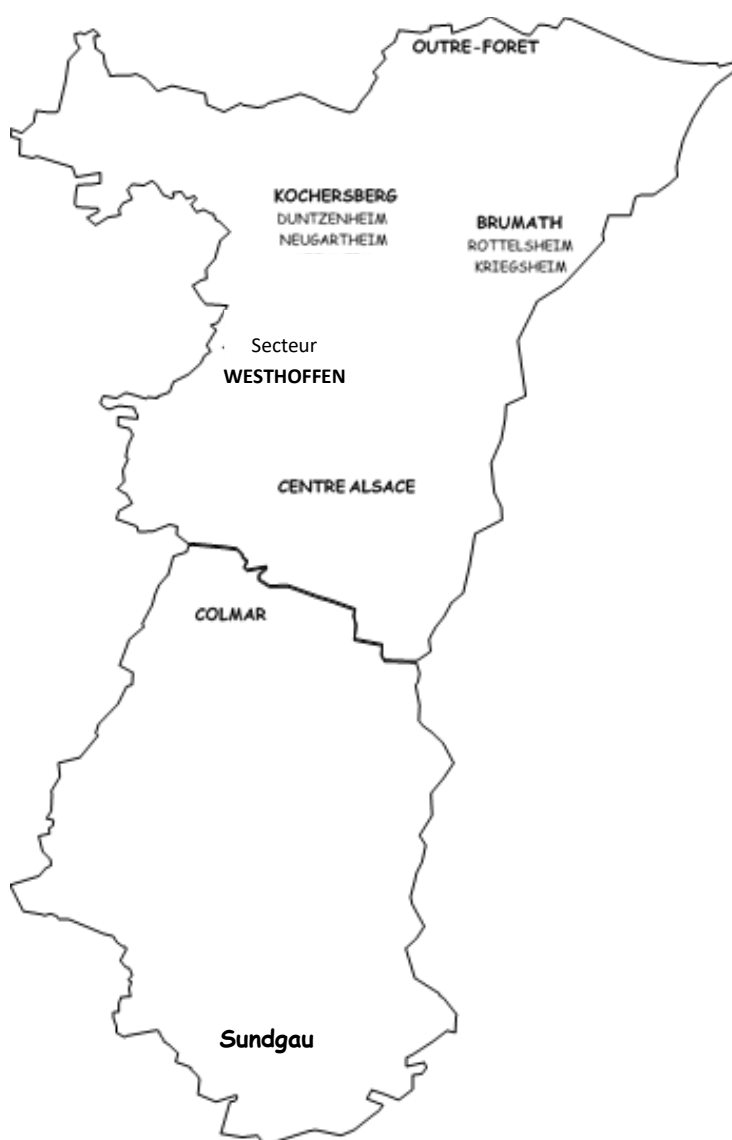 OUTRE-FORET
KOCHERSBERG
DUNTZENHEIM
NEUGARTHEIM
BRUMATH
ROTTELSHEIM
KRIEGSHEIM
Secteur
WESTHOFFEN
CENTRE ALSACE
COLMAR
Sundgau